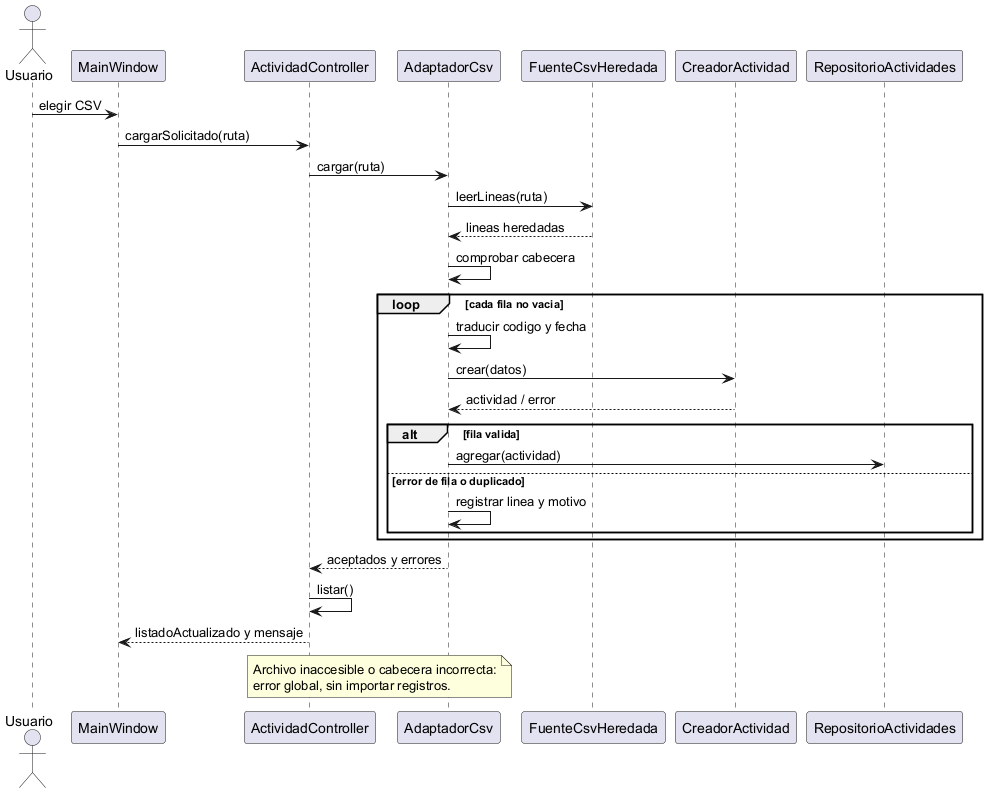 Usuario
MainWindow
ActividadController
AdaptadorCsv
FuenteCsvHeredada
CreadorActividad
RepositorioActividades
elegir CSV
cargarSolicitado(ruta)
cargar(ruta)
leerLineas(ruta)
lineas heredadas
comprobar cabecera
loop [cada fila no vacia]
traducir codigo y fecha
crear(datos)
actividad / error
alt [fila valida]
agregar(actividad)
[error de fila o duplicado]
registrar linea y motivo
aceptados y errores
listar()
listadoActualizado y mensaje
Archivo inaccesible o cabecera incorrecta:
error global, sin importar registros.
Usuario
MainWindow
ActividadController
AdaptadorCsv
FuenteCsvHeredada
CreadorActividad
RepositorioActividades